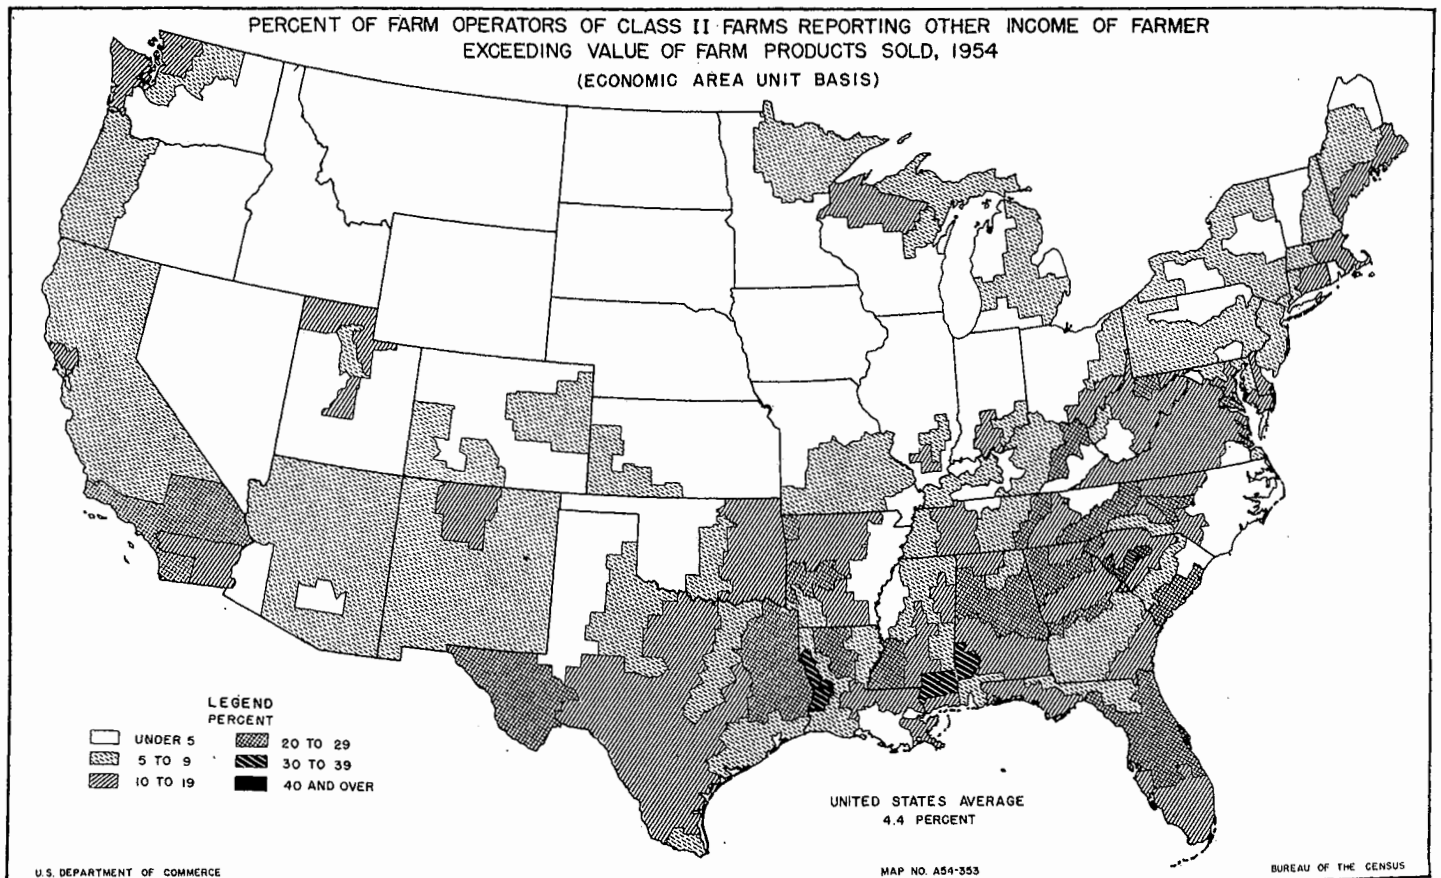 PERCENT OF FARM OPERATORS OF CLASS II FARMS REPORTING OTHER INCOME OF FARMER
EXCEEDING VALUE OF FARM PRODUCTS SOLD, 1954
(ECONOMIC AREA UNIT BASIS)
LEGEND
PERCENT
UNDER 5
5 TO 9
10 TO 19
20 TO 29
30 TO 39
40 AND OVER
UNITED STATES AVERAGE
4.4 PERCENT
U.S. DEPARTMENT OF COMMERCE
MAP NO. A54-353
BUREAU OF THE CENSUS